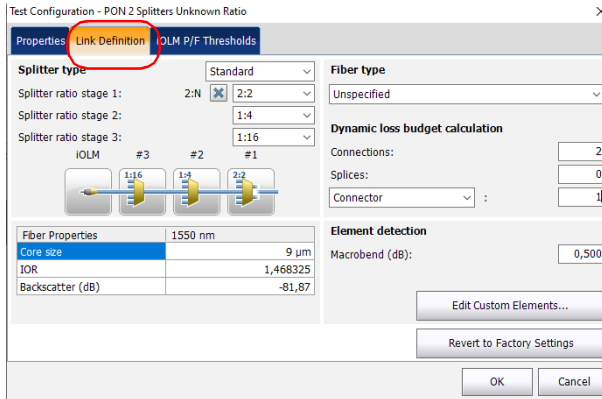 Test Configuration - PON 2 Splitters Unknown Ratio
Properties Link Definition iOLM P/F Thresholds
Splitter type Standard
Splitter ratio stage 1: 2:N 2:2
Splitter ratio stage 2: 1:4
Splitter ratio stage 3: 1:16
iOLM #3 #2 #1
1:16 1:4 2:2
Fiber Properties 1550 nm
Core size 9 µm
IOR 1,468325
Backscatter (dB) -81,87
Fiber type
Unspecified
Dynamic loss budget calculation
Connections: 2
Splices: 0
Connector : 1
Element detection
Macrobend (dB): 0,500
Edit Custom Elements...
Revert to Factory Settings
OK Cancel